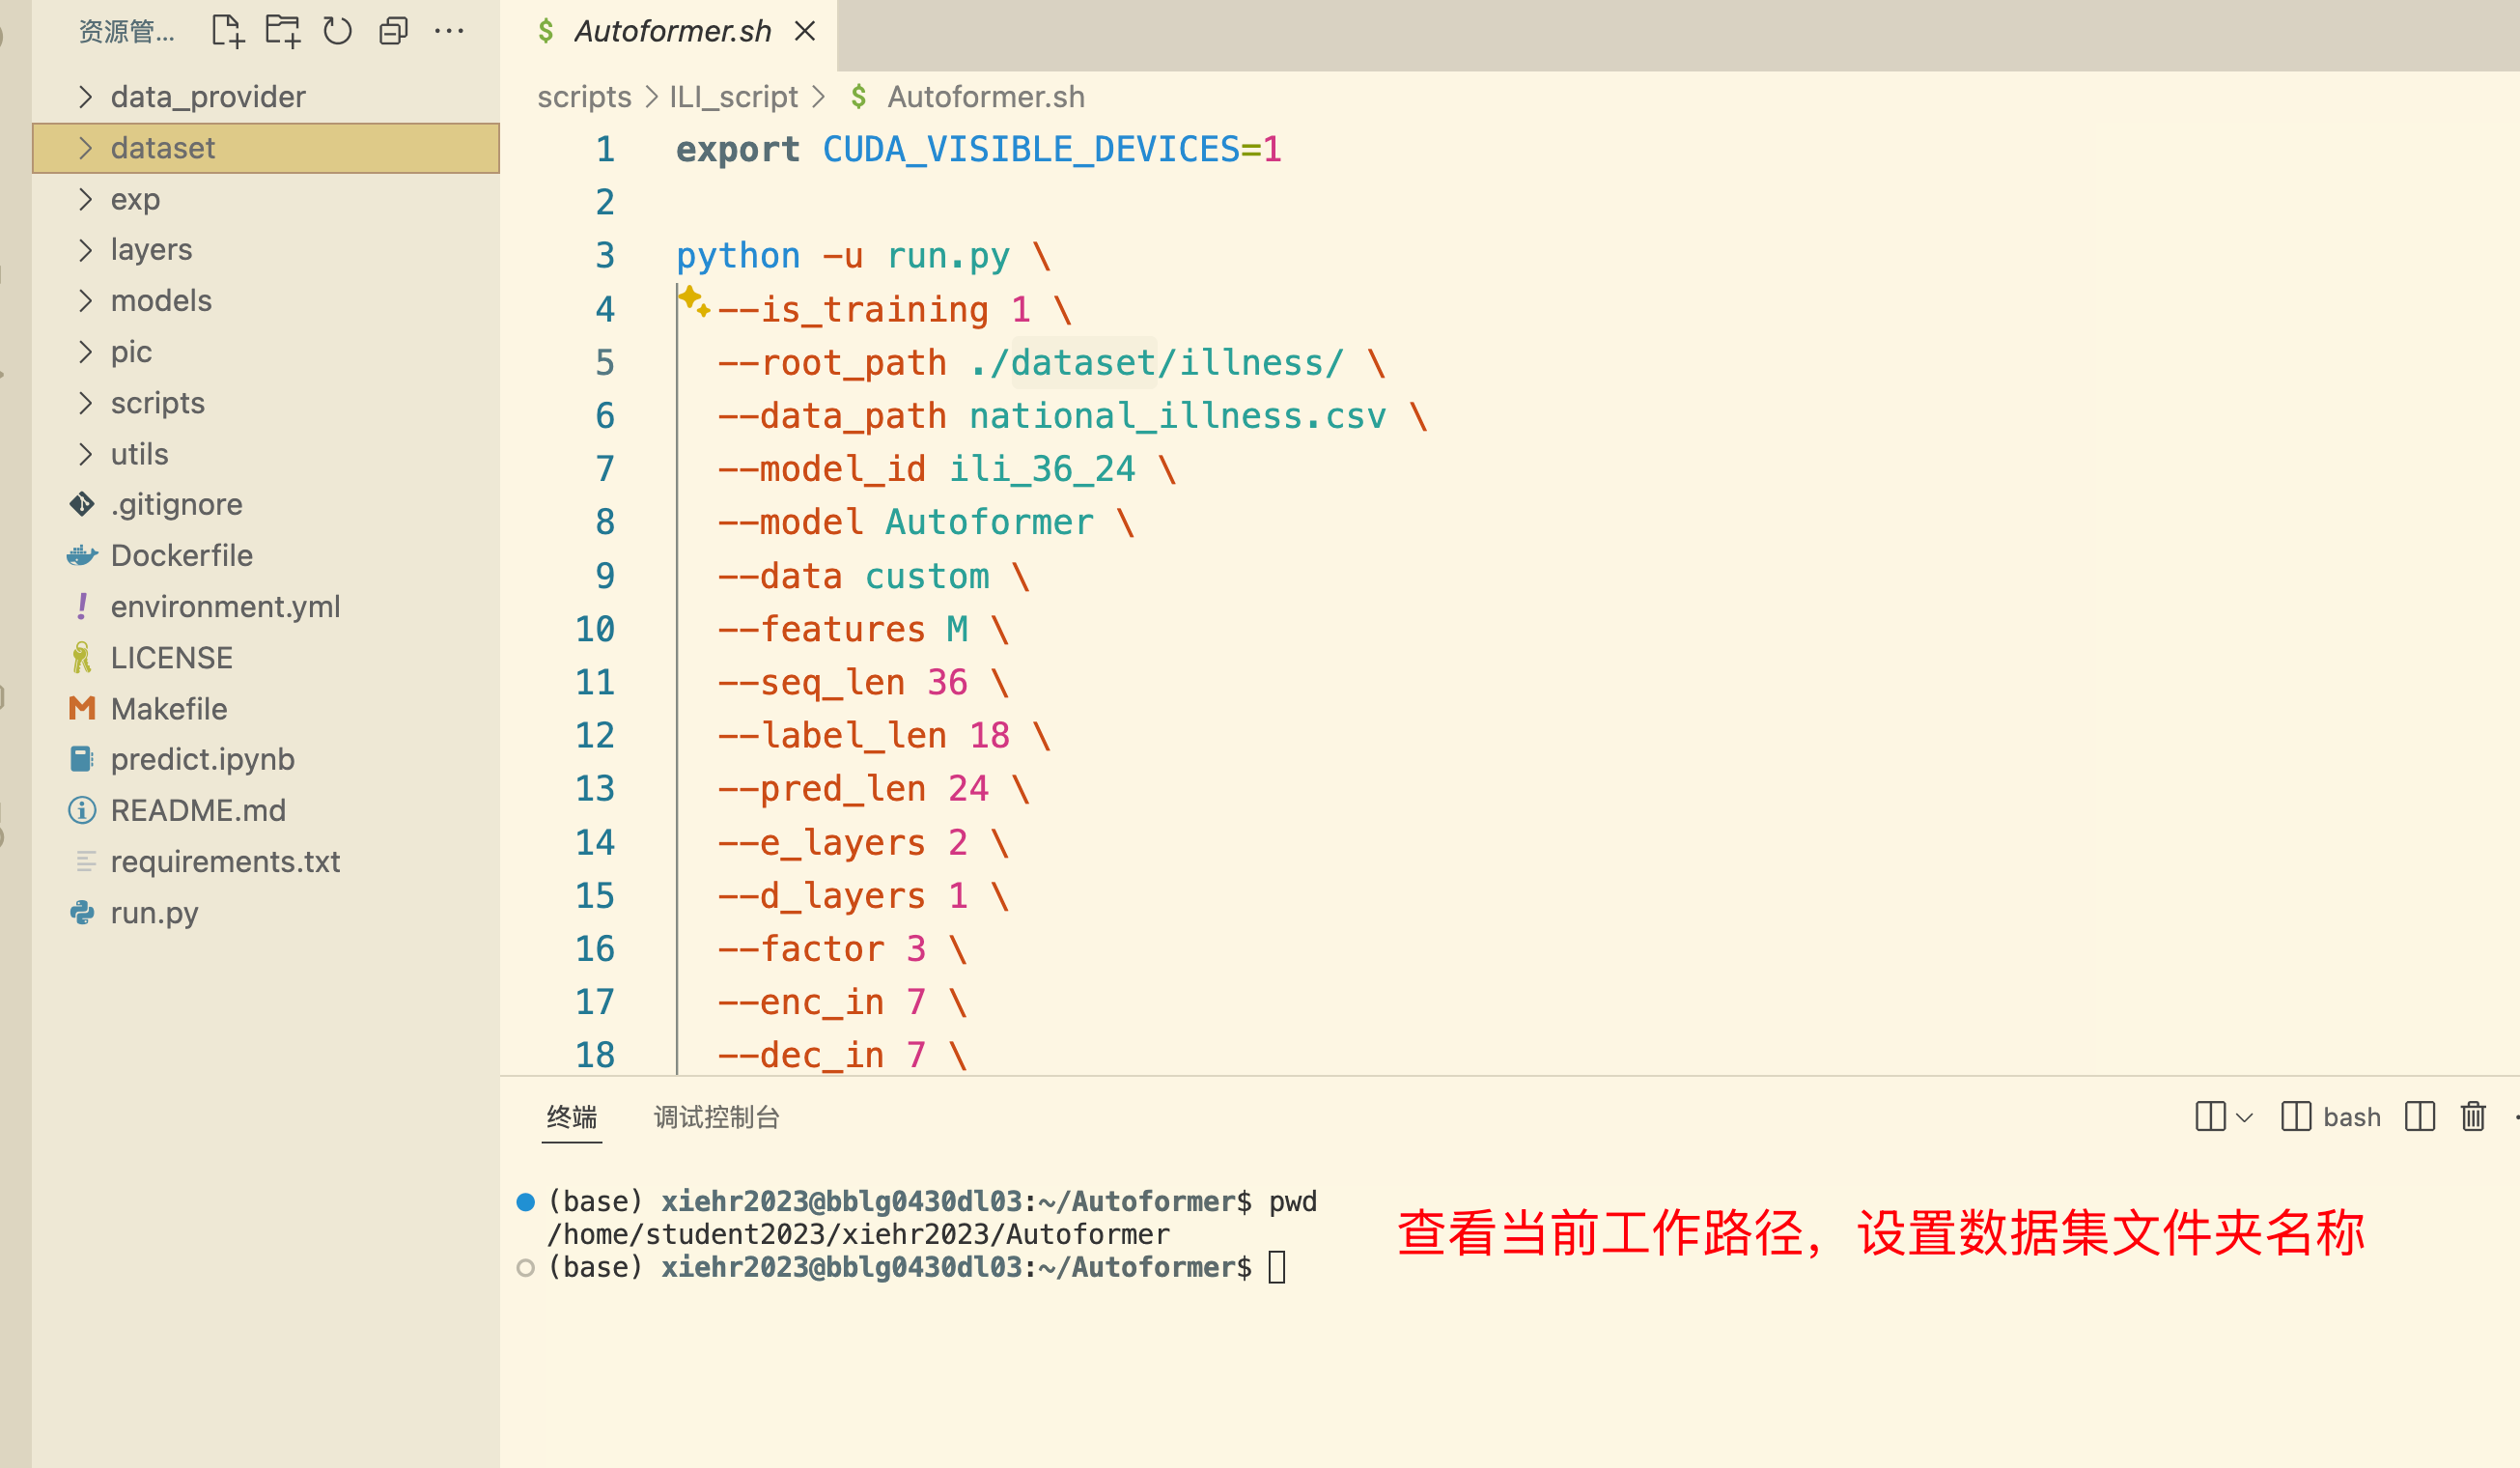 资源管...
data_provider
dataset
exp
layers
models
pic
scripts
utils
.gitignore
Dockerfile
environment.yml
LICENSE
Makefile
predict.ipynb
README.md
requirements.txt
run.py
$ Autoformer.sh
scripts > ILI_script > $ Autoformer.sh
1 export CUDA_VISIBLE_DEVICES=1
2
3 python -u run.py \
4 --is_training 1 \
5 --root_path ./dataset/illness/ \
6 --data_path national_illness.csv \
7 --model_id ili_36_24 \
8 --model Autoformer \
9 --data custom \
10 --features M \
11 --seq_len 36 \
12 --label_len 18 \
13 --pred_len 24 \
14 --e_layers 2 \
15 --d_layers 1 \
16 --factor 3 \
17 --enc_in 7 \
18 --dec_in 7 \
终端 调试控制台 bash
(base) xiehr2023@bblg0430dl03:~/Autoformer$ pwd
/home/student2023/xiehr2023/Autoformer
(base) xiehr2023@bblg0430dl03:~/Autoformer$
查看当前工作路径，设置数据集文件夹名称